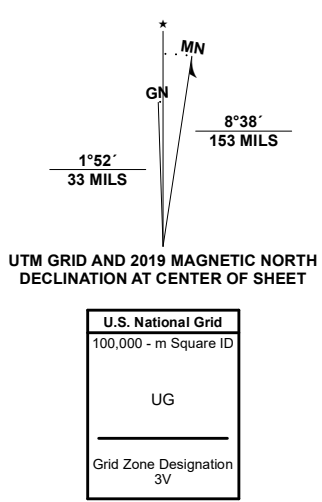 ★
MN
GN
8°38´
153 MILS
1°52´
33 MILS
UTM GRID AND 2019 MAGNETIC NORTH
DECLINATION AT CENTER OF SHEET
U.S. National Grid
100,000 - m Square ID
UG
Grid Zone Designation
3V